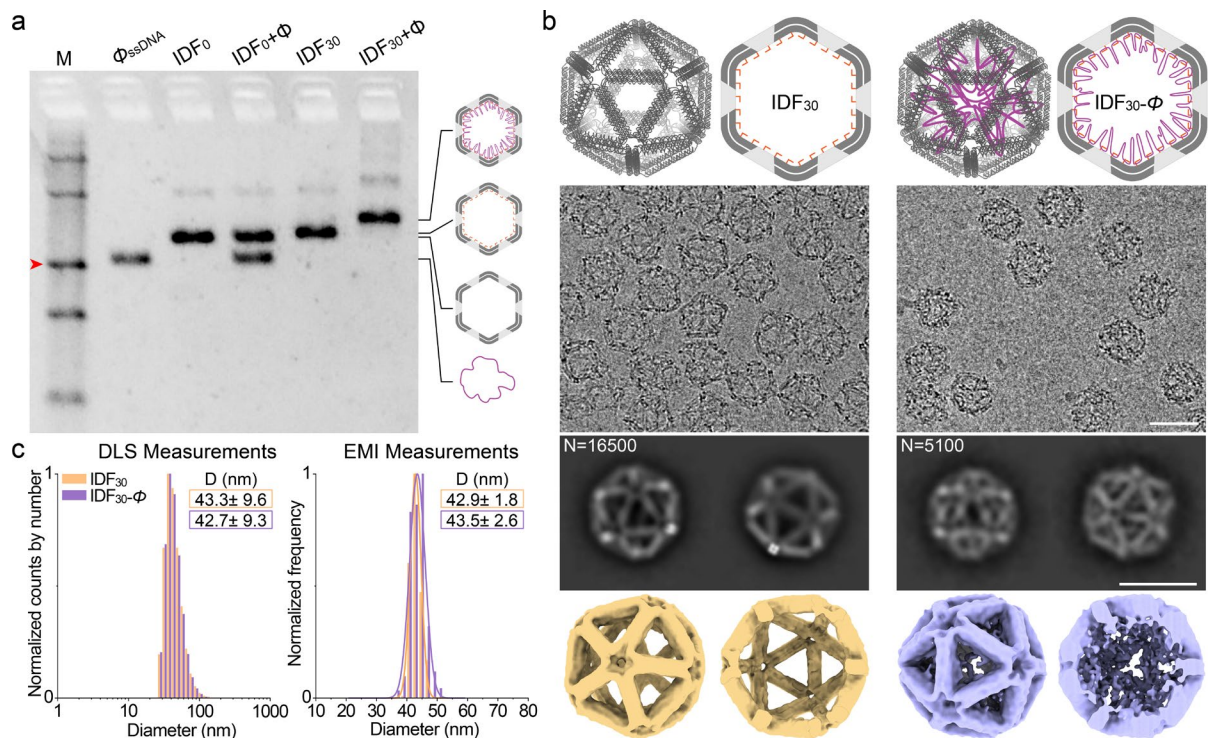 a
M
ΦssDNA
IDF0
IDF0+Φ
IDF30
IDF30+Φ
b
IDF30
IDF30-Φ
N=16500
N=5100
c
DLS Measurements
IDF30
IDF30-Φ
D (nm)
43.3± 9.6
42.7± 9.3
Normalized counts by number
1
0
1
10
100
1000
Diameter (nm)
EMI Measurements
D (nm)
42.9± 1.8
43.5± 2.6
Normalized frequency
1
0
10 20 30 40 50 60 70 80
Diameter (nm)